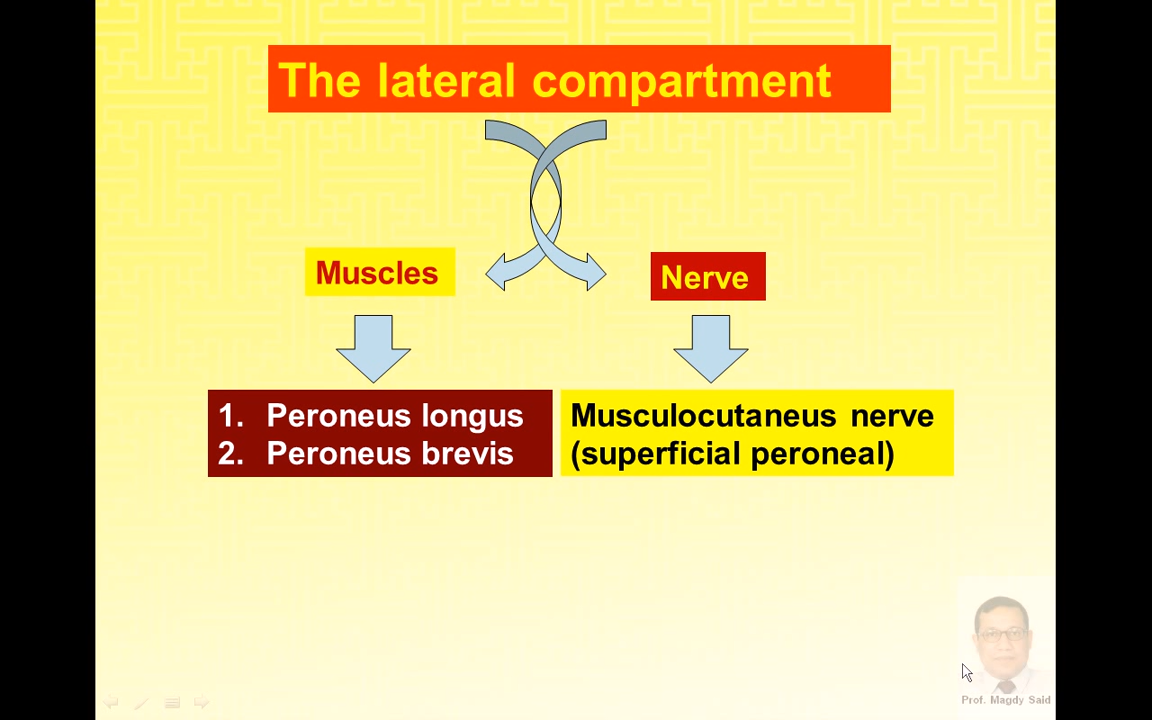 The lateral compartment
Muscles
Nerve
1. Peroneus longus
2. Peroneus brevis
Musculocutaneus nerve
(superficial peroneal)
Prof. Magdy Said